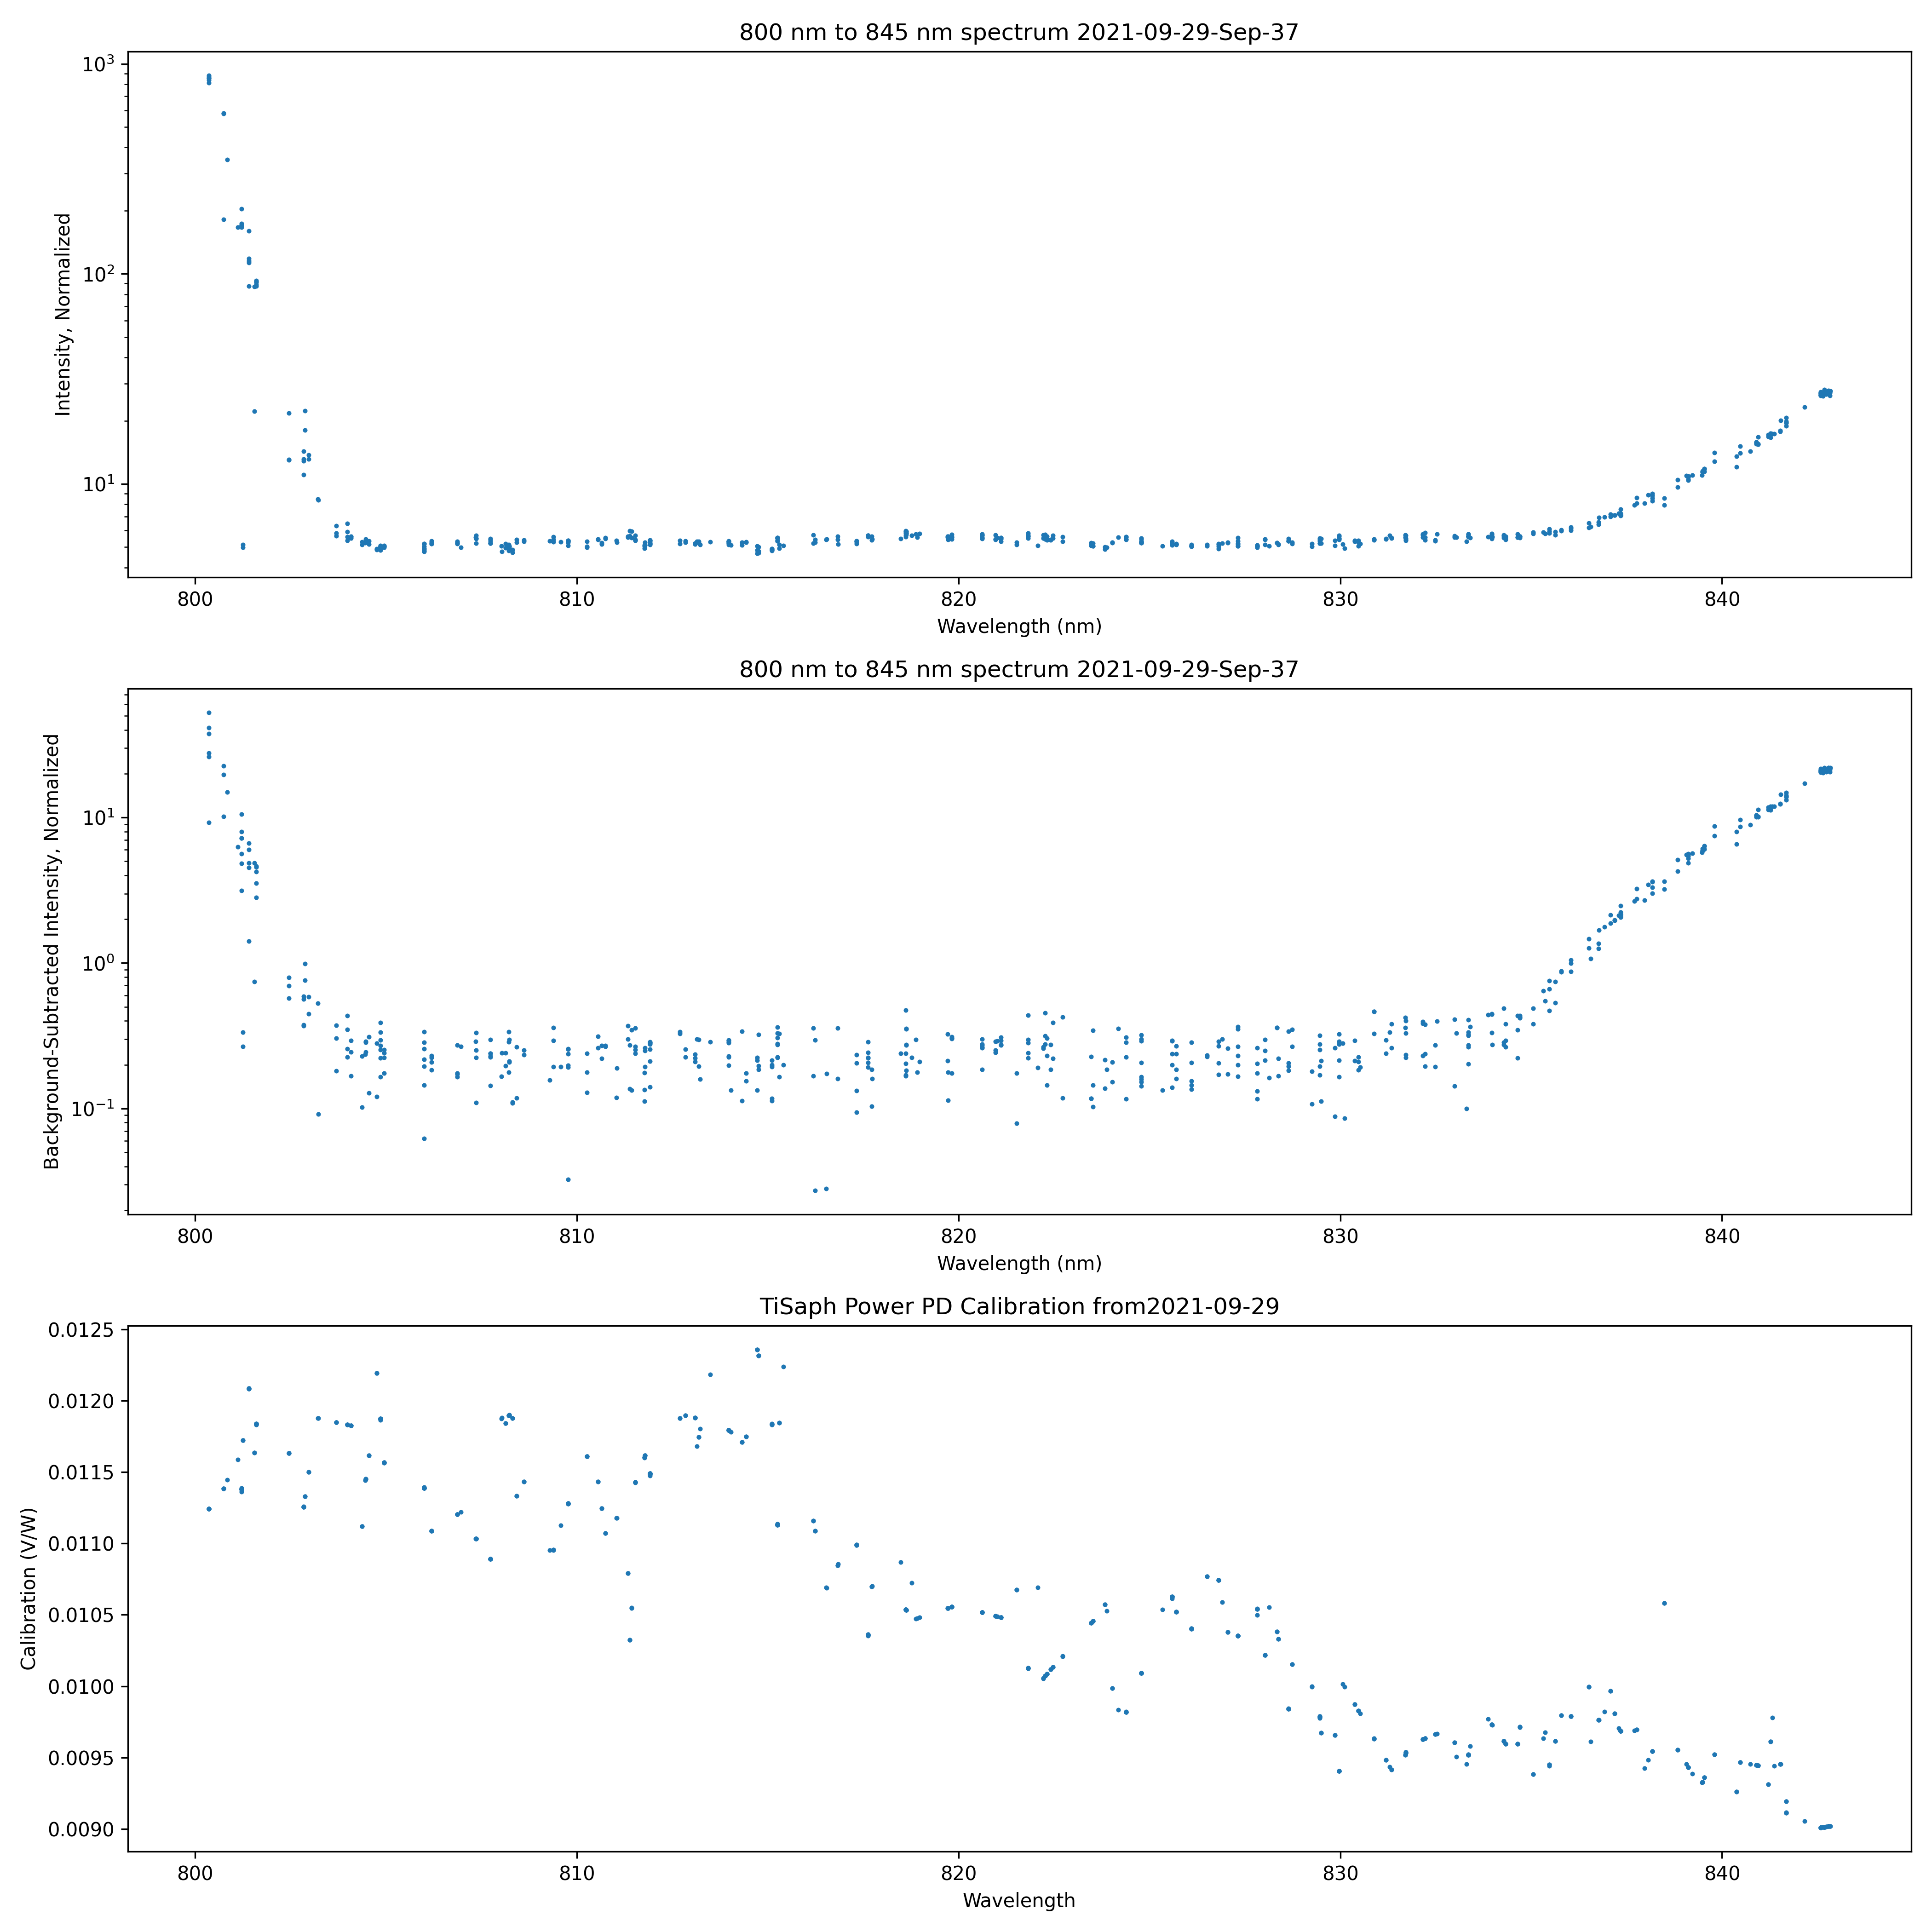 800 nm to 845 nm spectrum 2021-09-29-Sep-37
10³
10²
10¹
Intensity, Normalized
800 810 820 830 840
Wavelength (nm)
800 nm to 845 nm spectrum 2021-09-29-Sep-37
10¹
10⁰
10⁻¹
Background-Subtracted Intensity, Normalized
800 810 820 830 840
Wavelength (nm)
TiSaph Power PD Calibration from2021-09-29
0.0125
0.0120
0.0115
0.0110
0.0105
0.0100
0.0095
0.0090
Calibration (V/W)
800 810 820 830 840
Wavelength